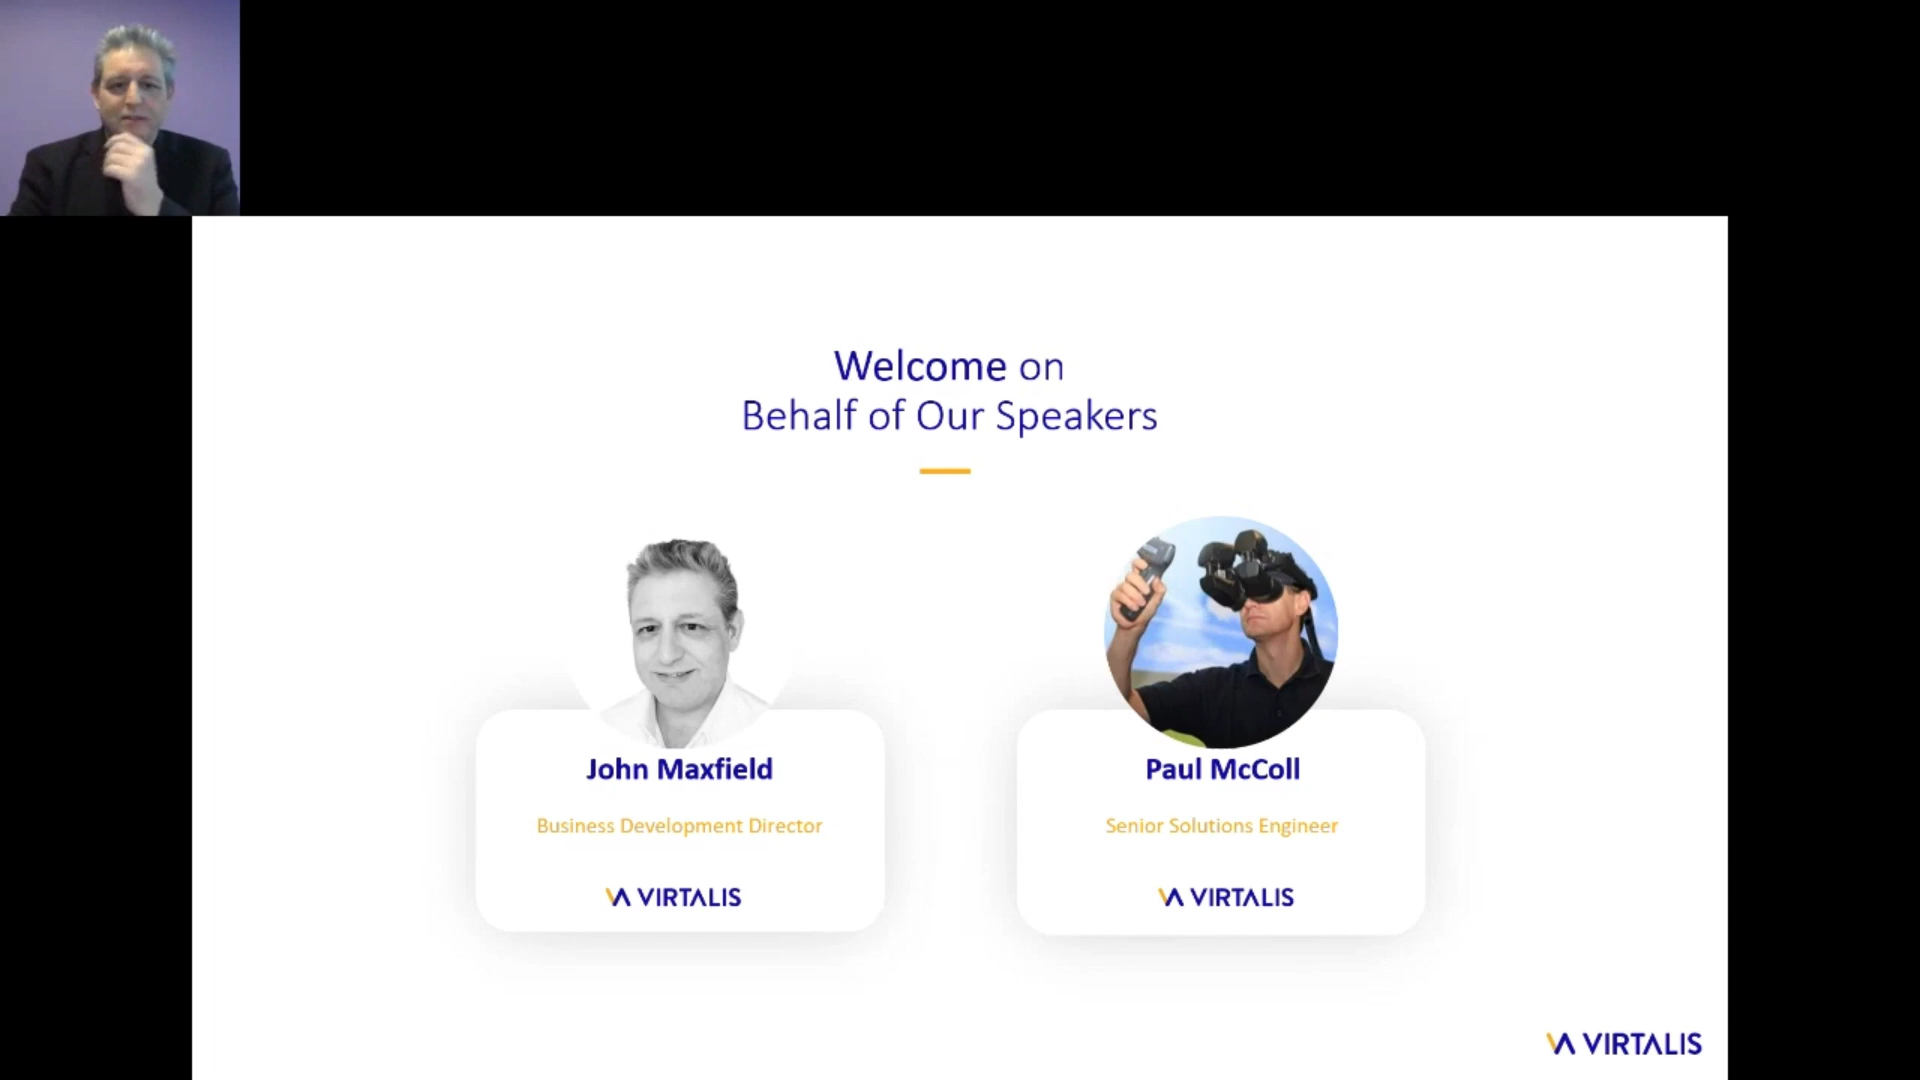 Welcome on
Behalf of Our Speakers
John Maxfield
Business Development Director
VIRTALIS
Paul McColl
Senior Solutions Engineer
VIRTALIS
VIRTALIS